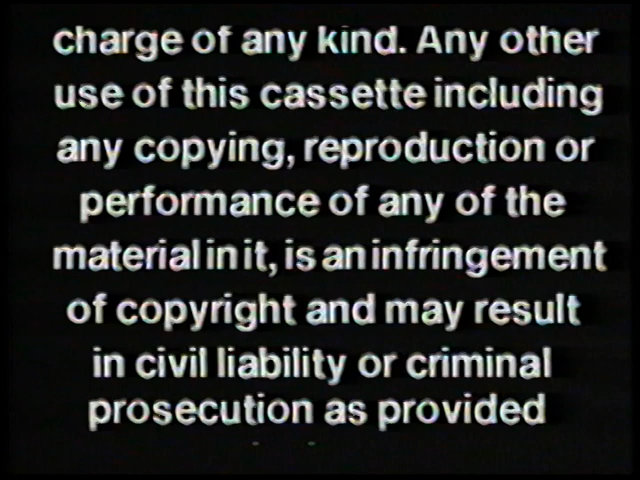 charge of any kind. Any other
use of this cassette including
any copying, reproduction or
performance of any of the
material in it, is an infringement
of copyright and may result
in civil liability or criminal
prosecution as provided